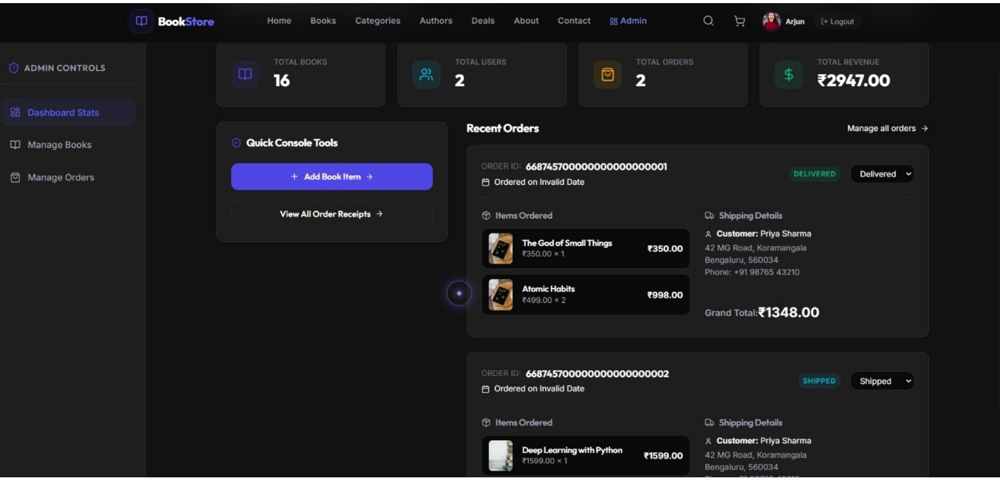 BookStore
Home Books Categories Authors Deals About Contact Admin
Arjun Logout
ADMIN CONTROLS
Dashboard Stats
Manage Books
Manage Orders
TOTAL BOOKS
16
TOTAL USERS
2
TOTAL ORDERS
2
TOTAL REVENUE
₹2947.00
Quick Console Tools
+ Add Book Item →
View All Order Receipts →
Recent Orders
Manage all orders →
ORDER ID: 668745700000000000000001
Ordered on Invalid Date
DELIVERED
Delivered
Items Ordered
The God of Small Things
₹350.00 × 1
₹350.00
Atomic Habits
₹499.00 × 2
₹998.00
Shipping Details
Customer: Priya Sharma
42 MG Road, Koramangala
Bengaluru, 560034
Phone: +91 98765 43210
Grand Total:₹1348.00
ORDER ID: 668745700000000000000002
Ordered on Invalid Date
SHIPPED
Shipped
Items Ordered
Deep Learning with Python
₹1599.00 × 1
₹1599.00
Shipping Details
Customer: Priya Sharma
42 MG Road, Koramangala
Bengaluru, 560034